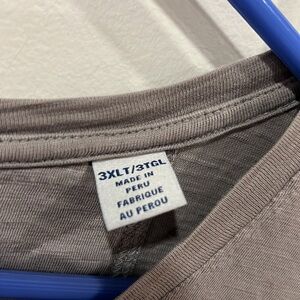 3XLT/3TGL
MADE IN
PERU
FABRIQUE
AU PEROU